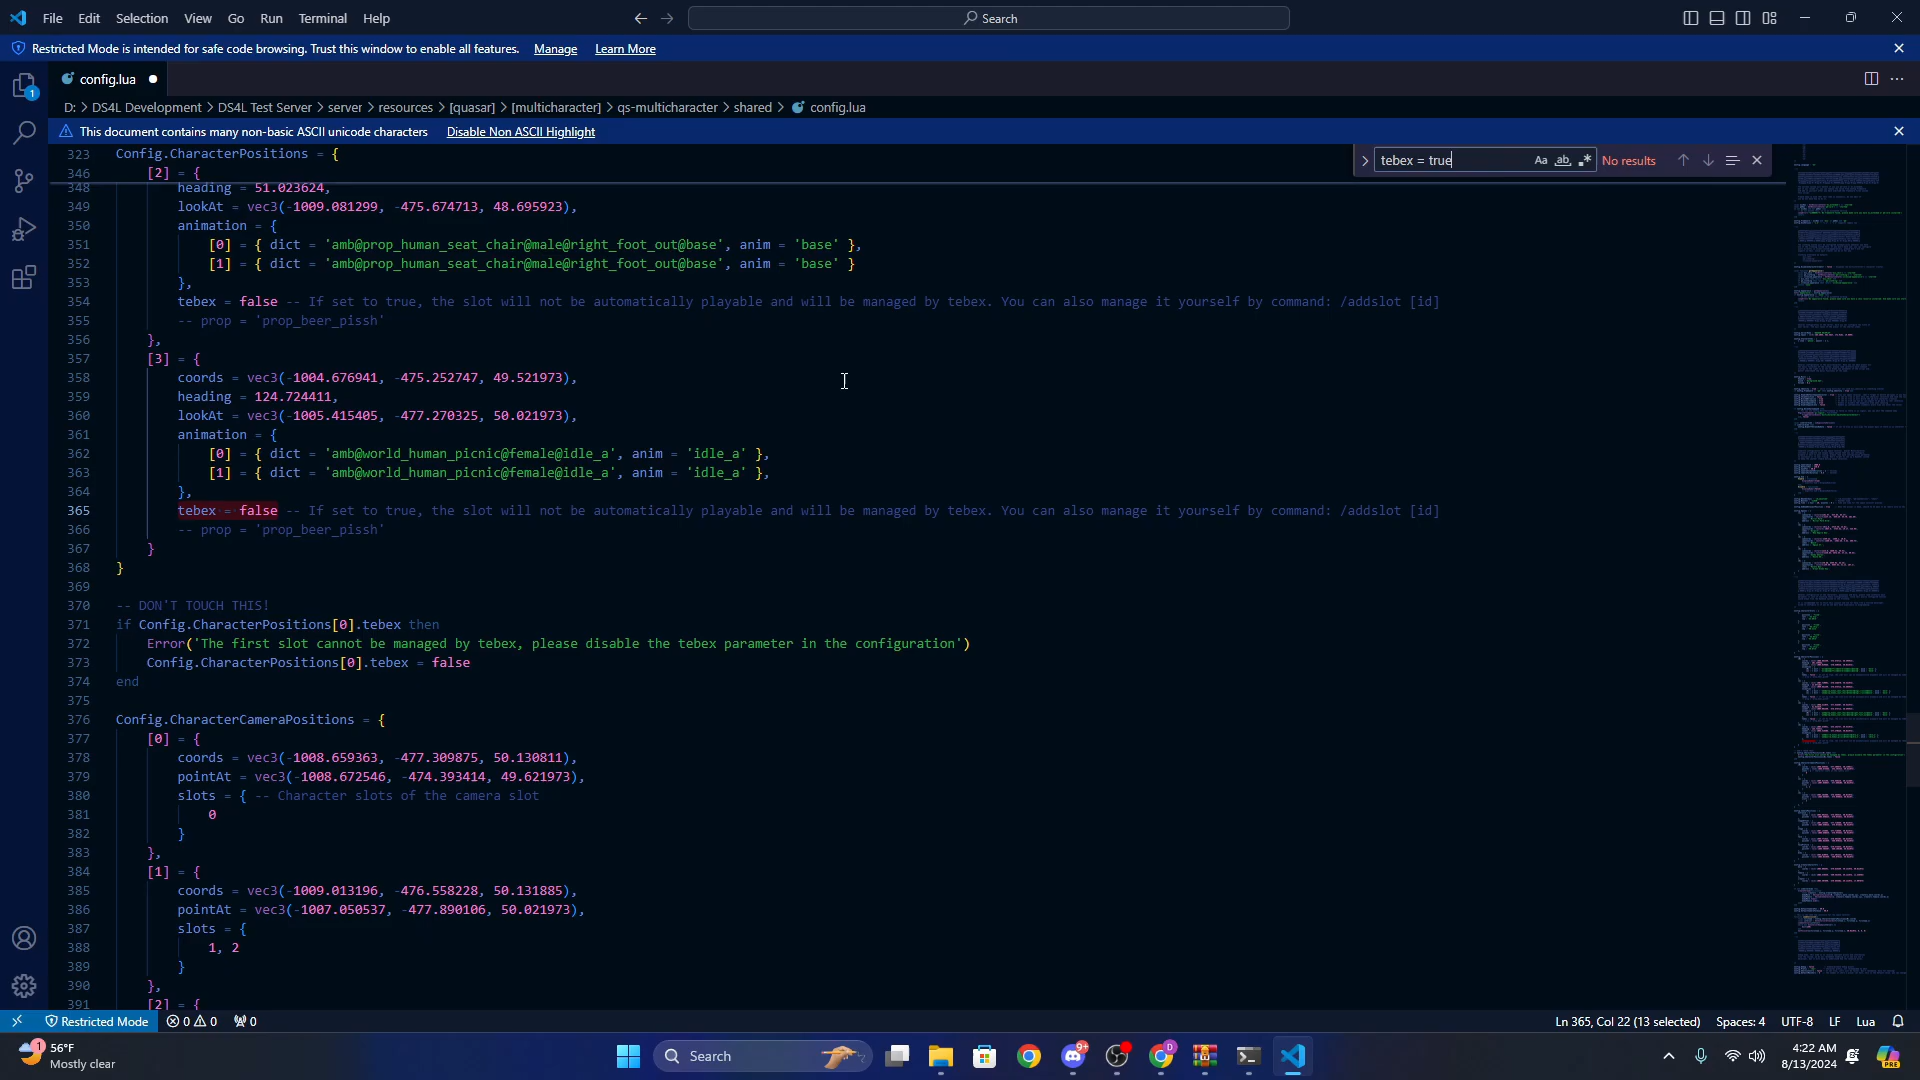 File Edit Selection View Go Run Terminal Help
Search
Restricted Mode is intended for safe code browsing. Trust this window to enable all features. Manage Learn More
config.lua
D: > DS4L Development > DS4L Test Server > server > resources > [quasar] > [multicharacter] > qs-multicharacter > shared > config.lua
This document contains many non-basic ASCII unicode characters Disable Non ASCII Highlight
tebex = true Aa ab .* No results
323 Config.CharacterPositions = {
346 [2] = {
348 heading = 51.023624,
349 lookAt = vec3(-1009.081299, -475.674713, 48.695923),
350 animation = {
351 [0] = { dict = 'amb@prop_human_seat_chair@male@right_foot_out@base', anim = 'base' },
352 [1] = { dict = 'amb@prop_human_seat_chair@male@right_foot_out@base', anim = 'base' }
353 },
354 tebex = false -- If set to true, the slot will not be automatically playable and will be managed by tebex. You can also manage it yourself by command: /addslot [id]
355 -- prop = 'prop_beer_pissh'
356 },
357 [3] = {
358 coords = vec3(-1004.676941, -475.252747, 49.521973),
359 heading = 124.724411,
360 lookAt = vec3(-1005.415405, -477.270325, 50.021973),
361 animation = {
362 [0] = { dict = 'amb@world_human_picnic@female@idle_a', anim = 'idle_a' },
363 [1] = { dict = 'amb@world_human_picnic@female@idle_a', anim = 'idle_a' },
364 },
365 tebex = false -- If set to true, the slot will not be automatically playable and will be managed by tebex. You can also manage it yourself by command: /addslot [id]
366 -- prop = 'prop_beer_pissh'
367 }
368 }
369
370 -- DON'T TOUCH THIS!
371 if Config.CharacterPositions[0].tebex then
372 Error('The first slot cannot be managed by tebex, please disable the tebex parameter in the configuration')
373 Config.CharacterPositions[0].tebex = false
374 end
375
376 Config.CharacterCameraPositions = {
377 [0] = {
378 coords = vec3(-1008.659363, -477.309875, 50.130811),
379 pointAt = vec3(-1008.672546, -474.393414, 49.621973),
380 slots = { -- Character slots of the camera slot
381 0
382 }
383 },
384 [1] = {
385 coords = vec3(-1009.013196, -476.558228, 50.131885),
386 pointAt = vec3(-1007.050537, -477.890106, 50.021973),
387 slots = {
388 1, 2
389 }
390 },
391 [2] = {
Restricted Mode 0 0 0 Ln 365, Col 22 (13 selected) Spaces: 4 UTF-8 LF Lua
56°F
Mostly clear
Search
4:22 AM
8/13/2024